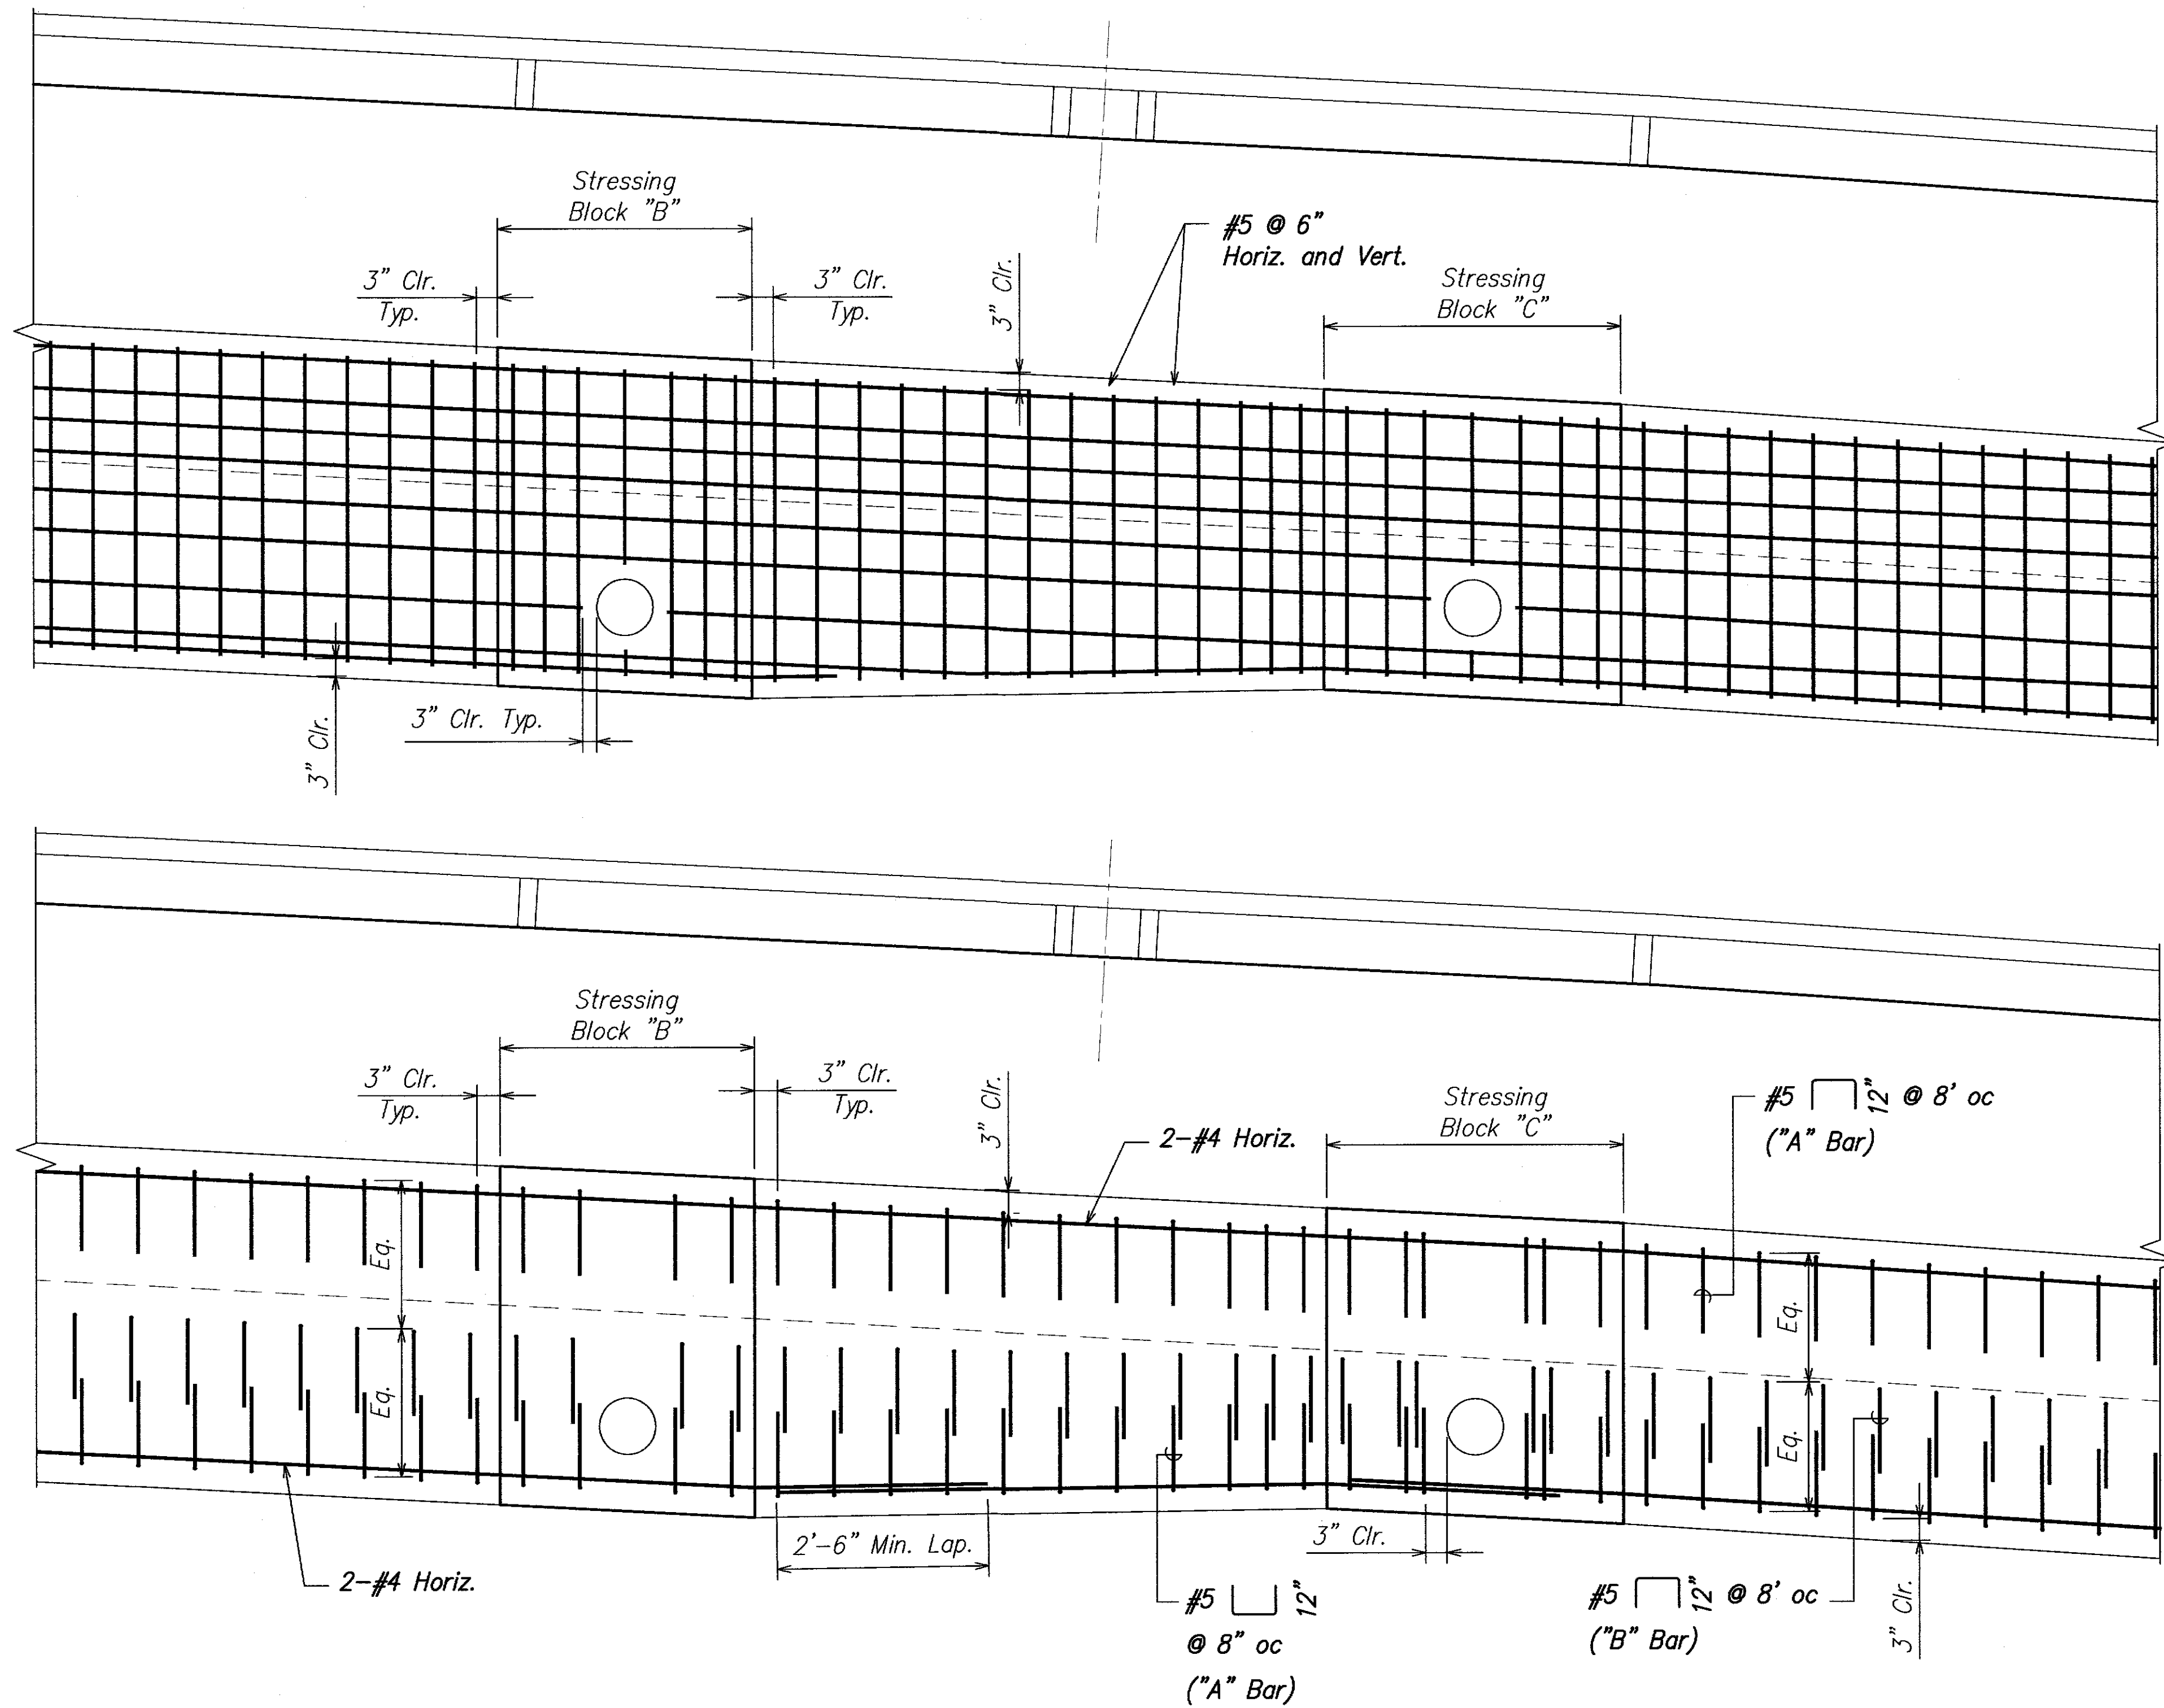 Stressing
Block "B"
#5 @ 6"
Horiz. and Vert.
3" Clr.
Typ.
3" Clr.
Typ.
3" Clr.
Stressing
Block "C"
3" Clr. Typ.
3" Clr.
Stressing
Block "B"
3" Clr.
Typ.
3" Clr.
Typ.
3" Clr.
2-#4 Horiz.
Stressing
Block "C"
#5 12" @ 8' oc
("A" Bar)
Eq.
Eq.
Eq.
Eq.
2'-6" Min. Lap.
3" Clr.
2-#4 Horiz.
#5 12"
@ 8" oc
("A" Bar)
#5 12" @ 8' oc
("B" Bar)
3" Clr.